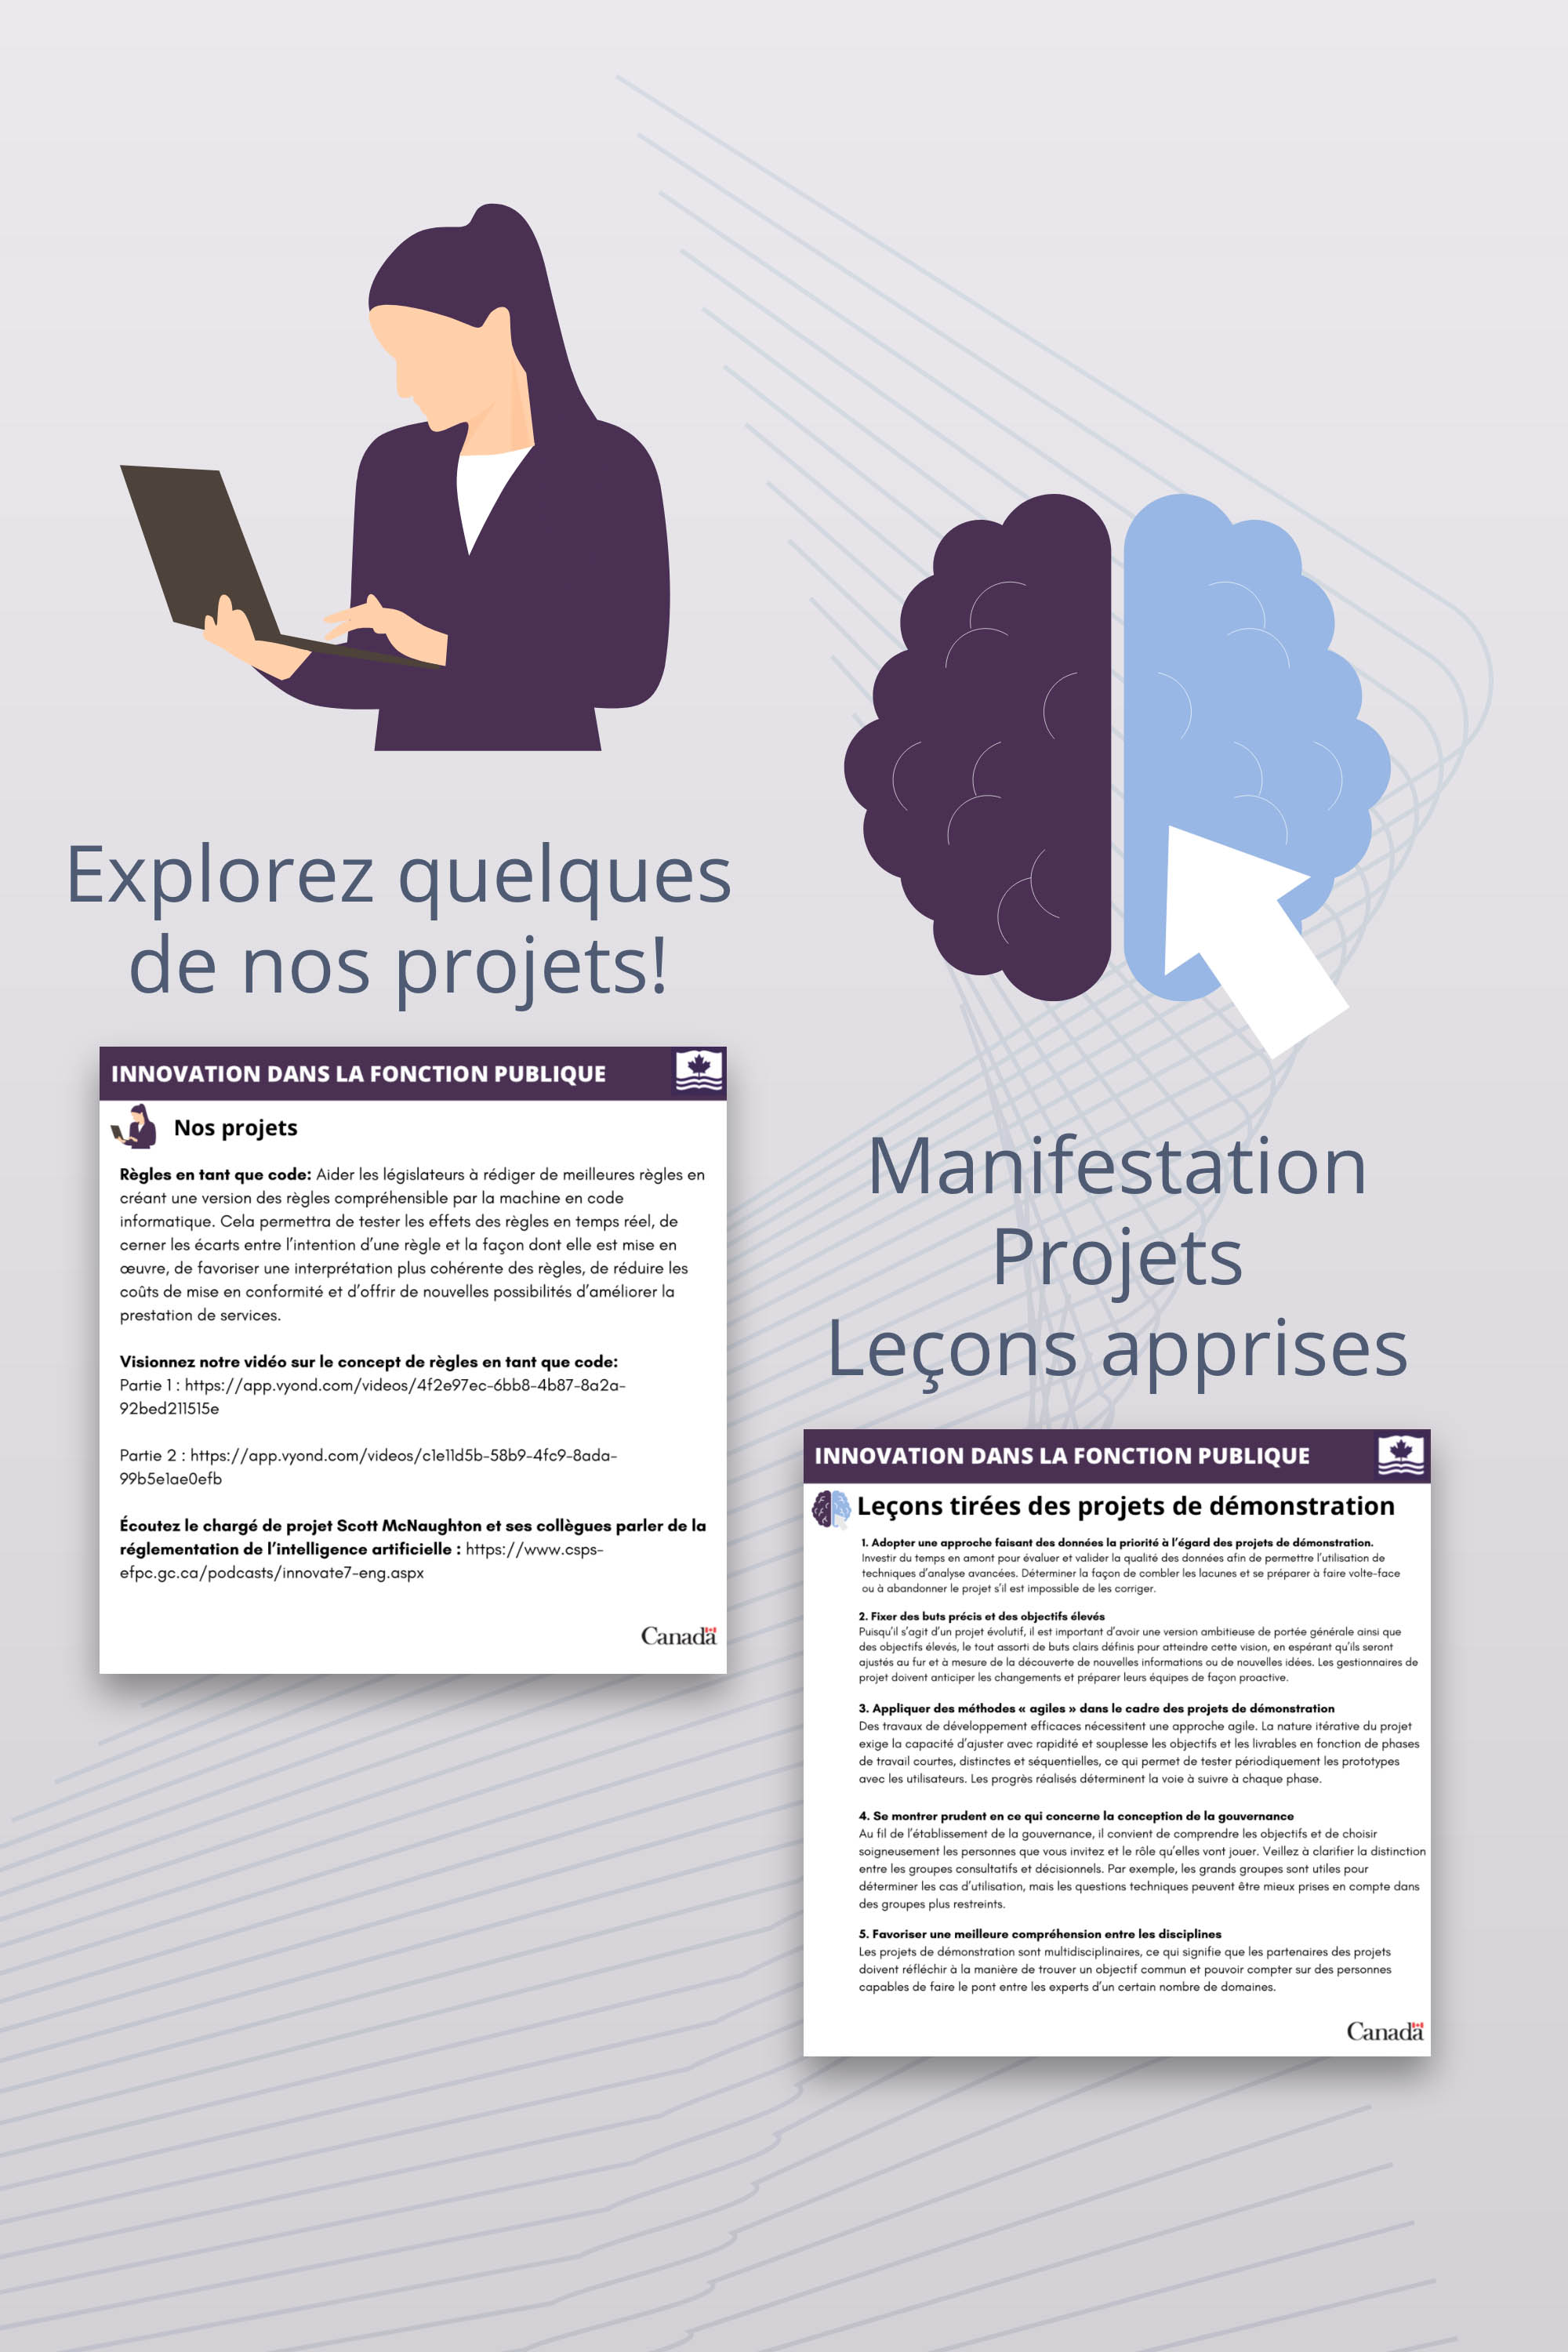 Explorez quelques
de nos projets!
INNOVATION DANS LA FONCTION PUBLIQUE
Nos projets
Règles en tant que code: Aider les législateurs à rédiger de meilleures règles en
créant une version des règles compréhensible par la machine en code
informatique. Cela permettra de tester les effets des règles en temps réel, de
cerner les écarts entre l'intention d'une règle et la façon dont elle est mise en
œuvre, de favoriser une interprétation plus cohérente des règles, de réduire les
coûts de mise en conformité et d'offrir de nouvelles possibilités d'améliorer la
prestation de services.
Visionnez notre vidéo sur le concept de règles en tant que code:
Partie 1 : https://app.vyond.com/videos/4f2e97ec-6bb8-4b87-8a2a-
92bed211515e
Partie 2 : https://app.vyond.com/videos/c1e11d5b-58b9-4fc9-8ada-
99b5e1ae0efb
Écoutez le chargé de projet Scott McNaughton et ses collègues parler de la
réglementation de l'intelligence artificielle : https://www.csps-
efpc.gc.ca/podcasts/innovate7-eng.aspx
Canada
Manifestation
Projets
Leçons apprises
INNOVATION DANS LA FONCTION PUBLIQUE
Leçons tirées des projets de démonstration
1. Adopter une approche faisant des données la priorité à l'égard des projets de démonstration.
Investir du temps en amont pour évaluer et valider la qualité des données afin de permettre l'utilisation de
techniques d'analyse avancées. Déterminer la façon de combler les lacunes et se préparer à faire volte-face
ou à abandonner le projet s'il est impossible de les corriger.
2. Fixer des buts précis et des objectifs élevés
Puisqu'il s'agit d'un projet évolutif, il est important d'avoir une version ambitieuse de portée générale ainsi que
des objectifs élevés, le tout assorti de buts clairs définis pour atteindre cette vision, en espérant qu'ils seront
ajustés au fur et à mesure de la découverte de nouvelles informations ou de nouvelles idées. Les gestionnaires de
projet doivent anticiper les changements et préparer leurs équipes de façon proactive.
3. Appliquer des méthodes « agiles » dans le cadre des projets de démonstration
Des travaux de développement efficaces nécessitent une approche agile. La nature itérative du projet
exige la capacité d'ajuster avec rapidité et souplesse les objectifs et les livrables en fonction de phases
de travail courtes, distinctes et séquentielles, ce qui permet de tester périodiquement les prototypes
avec les utilisateurs. Les progrès réalisés déterminent la voie à suivre à chaque phase.
4. Se montrer prudent en ce qui concerne la conception de la gouvernance
Au fil de l'établissement de la gouvernance, il convient de comprendre les objectifs et de choisir
soigneusement les personnes que vous invitez et le rôle qu'elles vont jouer. Veillez à clarifier la distinction
entre les groupes consultatifs et décisionnels. Par exemple, les grands groupes sont utiles pour
déterminer les cas d'utilisation, mais les questions techniques peuvent être mieux prises en compte dans
des groupes plus restreints.
5. Favoriser une meilleure compréhension entre les disciplines
Les projets de démonstration sont multidisciplinaires, ce qui signifie que les partenaires des projets
doivent réfléchir à la manière de trouver un objectif commun et pouvoir compter sur des personnes
capables de faire le pont entre les experts d'un certain nombre de domaines.
Canada